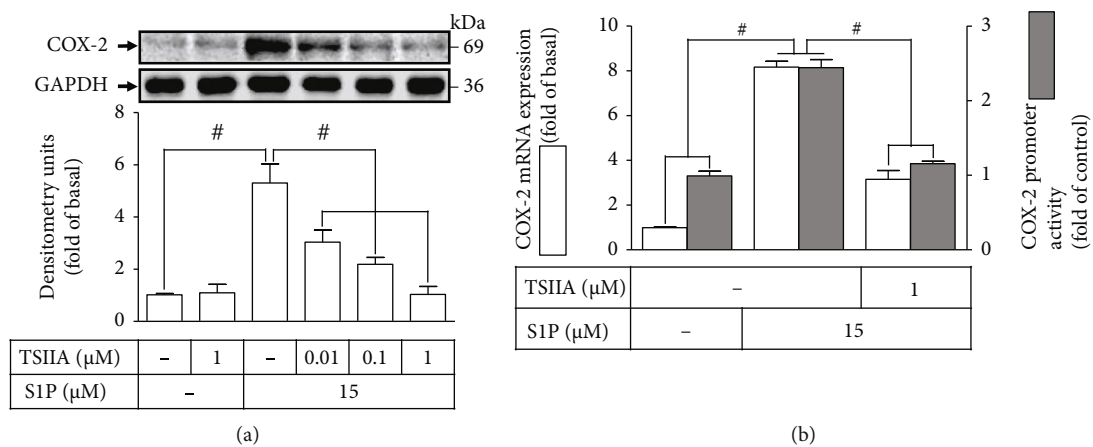 kDa
COX-2
69
GAPDH
36
Densitometry units
(fold of basal)
8
6
4
2
0
#
#
TSIIA (μM)
–
1
–
0.01
0.1
1
S1P (μM)
–
15
(a)
COX-2 mRNA expression
(fold of basal)
10
8
6
4
2
0
#
#
3
2
1
0
COX-2 promoter
activity
(fold of control)
TSIIA (μM)
–
1
S1P (μM)
–
15
(b)